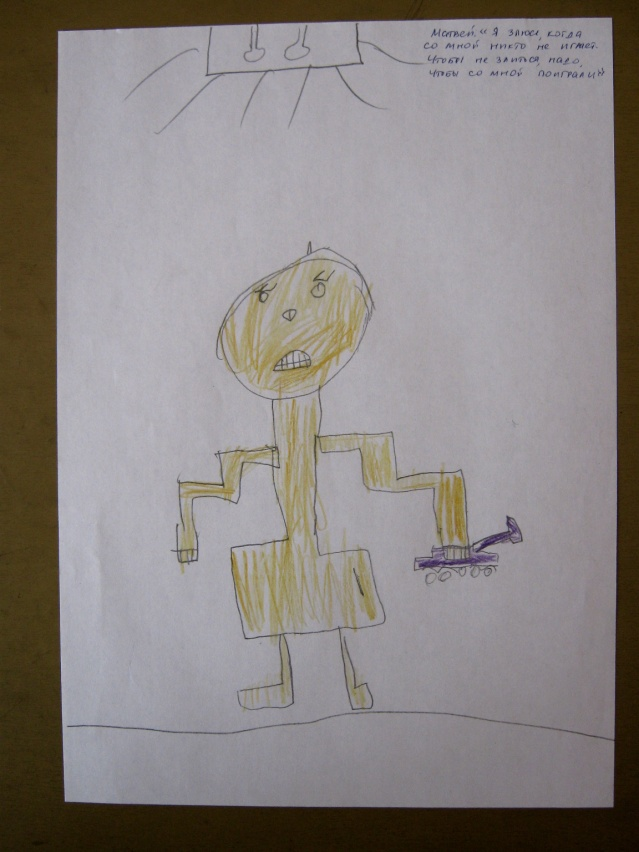 Матвей. "Я злюсь, когда
со мной никто не играет.
Чтобы не злиться, надо,
чтобы со мной поиграли"